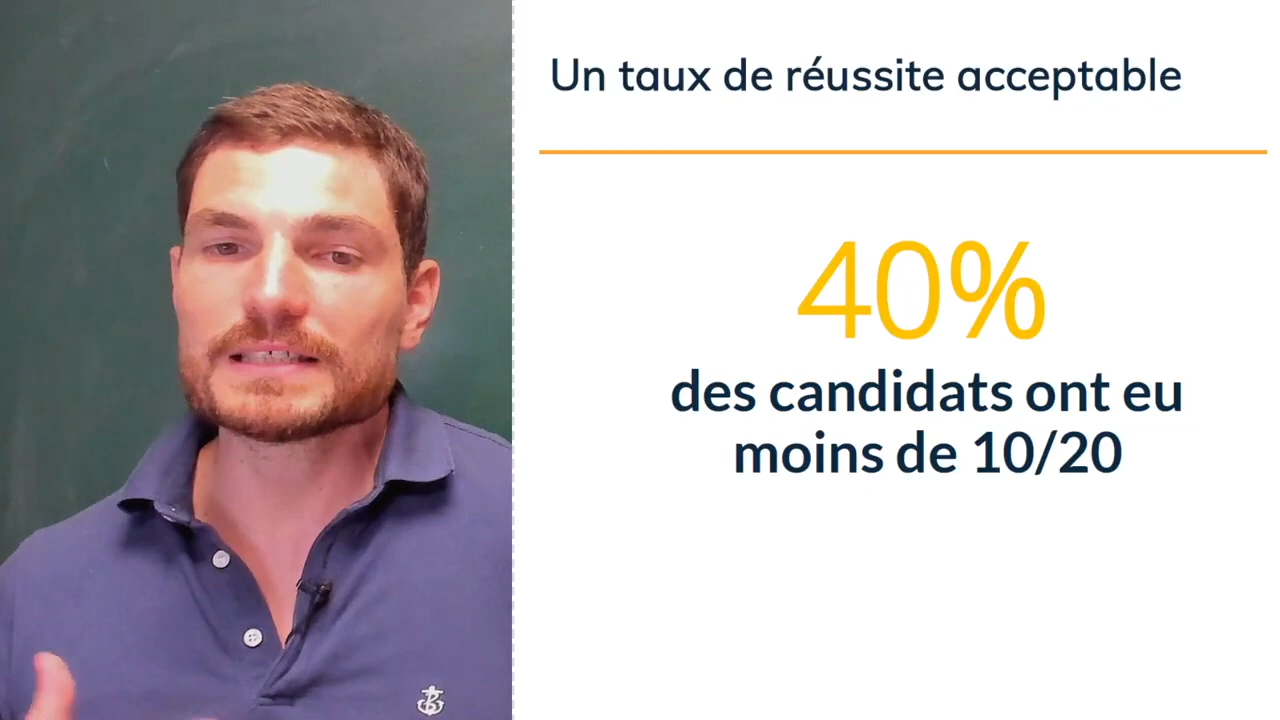 Un taux de réussite acceptable
40%
des candidats ont eu
moins de 10/20